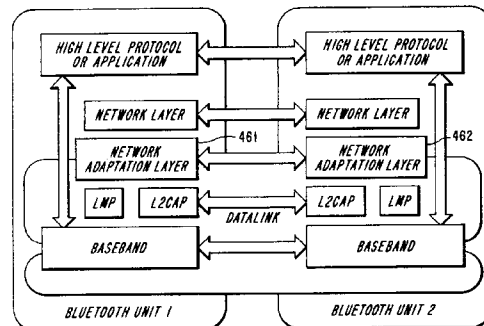 HIGH LEVEL PROTOCOL
OR APPLICATION
HIGH LEVEL PROTOCOL
OR APPLICATION
NETWORK LAYER
NETWORK LAYER
461
462
NETWORK
ADAPTATION LAYER
NETWORK
ADAPTATION LAYER
LMP
L2CAP
L2CAP
LMP
DATALINK
BASEBAND
BASEBAND
BLUETOOTH UNIT 1
BLUETOOTH UNIT 2